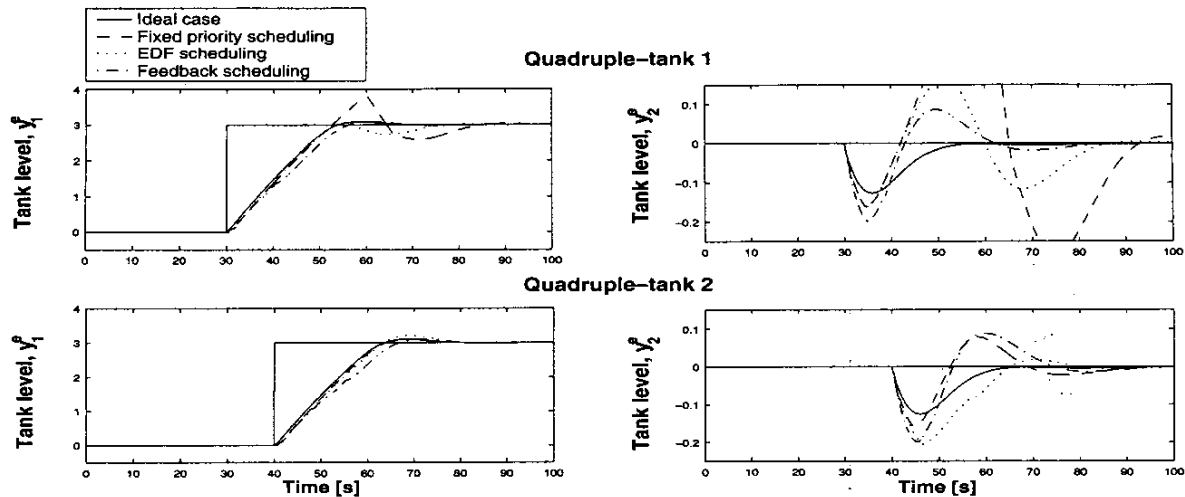 Ideal case
Fixed priority scheduling
EDF scheduling
Feedback scheduling
Quadruple-tank 1
Tank level, y₁ᵉ
4
3
2
1
0
0 10 20 30 40 50 60 70 80 90 100
Tank level, y₂ᵉ
0.1
0
-0.1
-0.2
0 10 20 30 40 50 60 70 80 90 100
Quadruple-tank 2
Tank level, y₁ᵉ
4
3
2
1
0
0 10 20 30 40 50 60 70 80 90 100
Time [s]
Tank level, y₂ᵉ
0.1
0
-0.1
-0.2
0 10 20 30 40 50 60 70 80 90 100
Time [s]